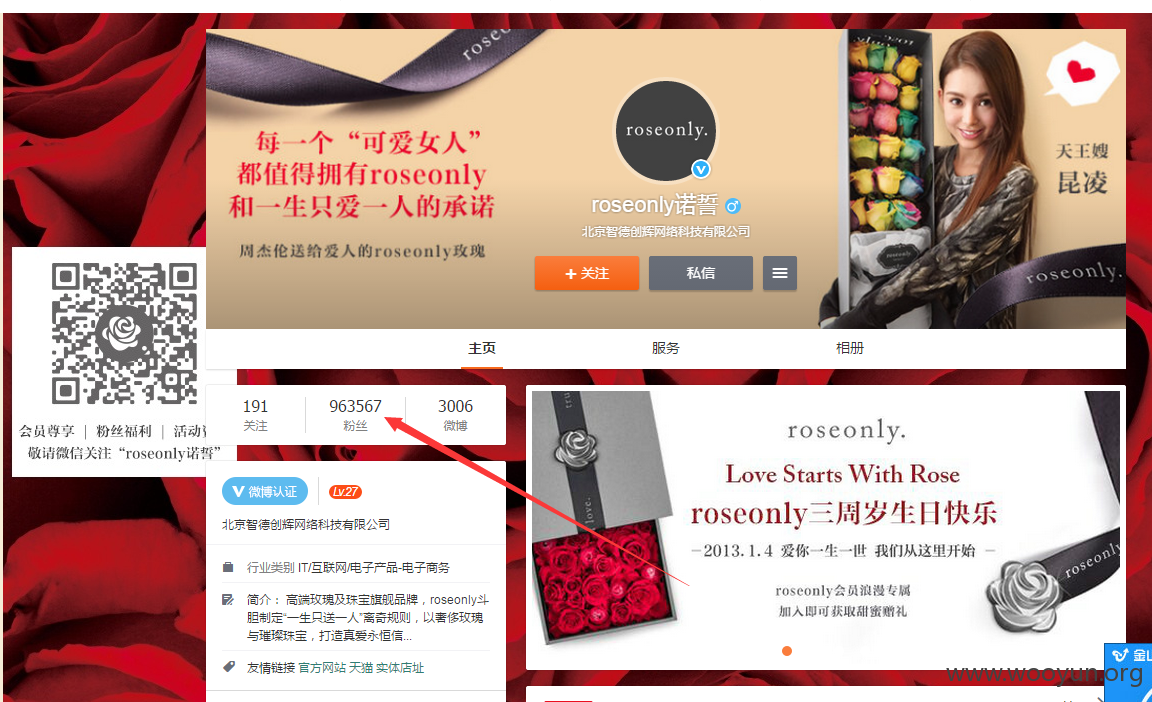 roseonly
每一个“可爱女人”
都值得拥有roseonly
和一生只爱一人的承诺
周杰伦送给爱人的roseonly玫瑰
roseonly.
roseonly诺誓
北京智德创辉网络科技有限公司
+ 关注
私信
天王嫂
昆凌
roseonly.
主页
服务
相册
会员尊享 | 粉丝福利 | 活动
敬请微信关注“roseonly诺誓”
191
关注
963567
粉丝
3006
微博
V 微博认证
Lv.27
北京智德创辉网络科技有限公司
行业类别 IT/互联网/电子产品-电子商务
简介： 高端玫瑰及珠宝旗舰品牌，roseonly斗
胆制定“一生只送一人”离奇规则，以奢侈玫瑰
与璀璨珠宝，打造真爱永恒信...
友情链接 官方网站 天猫 实体店址
roseonly.
Love Starts With Rose
roseonly三周岁生日快乐
－2013.1.4 爱你一生一世 我们从这里开始 －
roseonly会员浪漫专属
加入即可获取甜蜜赠礼
love.
roseonly
金山
www.wooyun.org